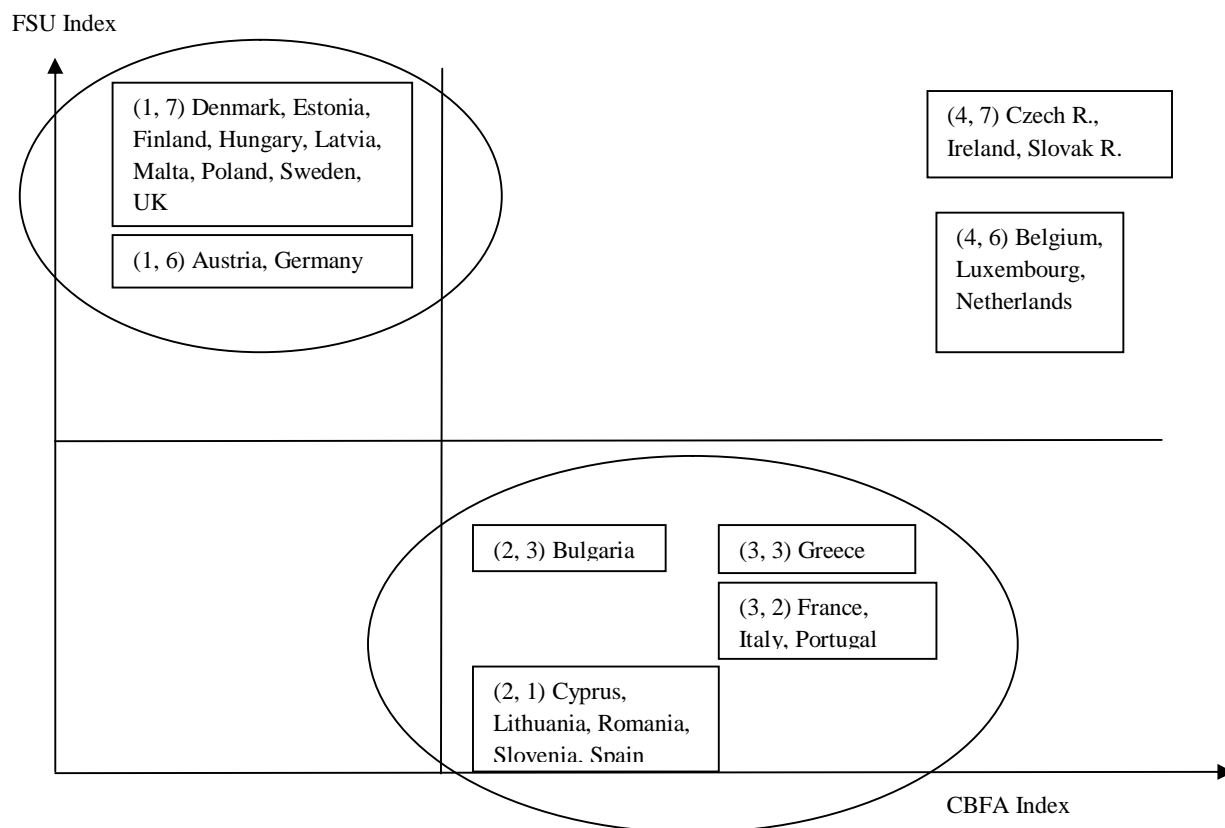 FSU Index
(1, 7) Denmark, Estonia,
Finland, Hungary, Latvia,
Malta, Poland, Sweden,
UK
(4, 7) Czech R.,
Ireland, Slovak R.
(1, 6) Austria, Germany
(4, 6) Belgium,
Luxembourg,
Netherlands
(2, 3) Bulgaria
(3, 3) Greece
(3, 2) France,
Italy, Portugal
(2, 1) Cyprus,
Lithuania, Romania,
Slovenia, Spain
CBFA Index